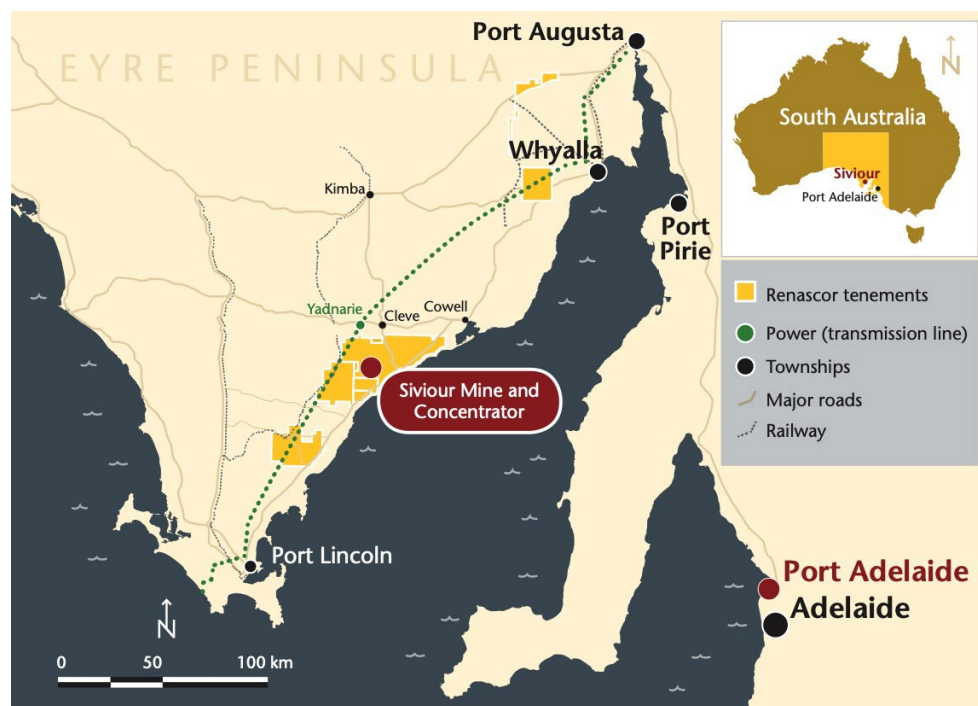 Port Augusta
EYRE PENINSULA
Whyalla
Kimba
Port
Pirie
Yadnarie
Cleve
Cowell
Siviour Mine and
Concentrator
Port Lincoln
Port Adelaide
Adelaide
N
0 50 100 km
N
South Australia
Siviour
Port Adelaide
Renascor tenements
Power (transmission line)
Townships
Major roads
Railway